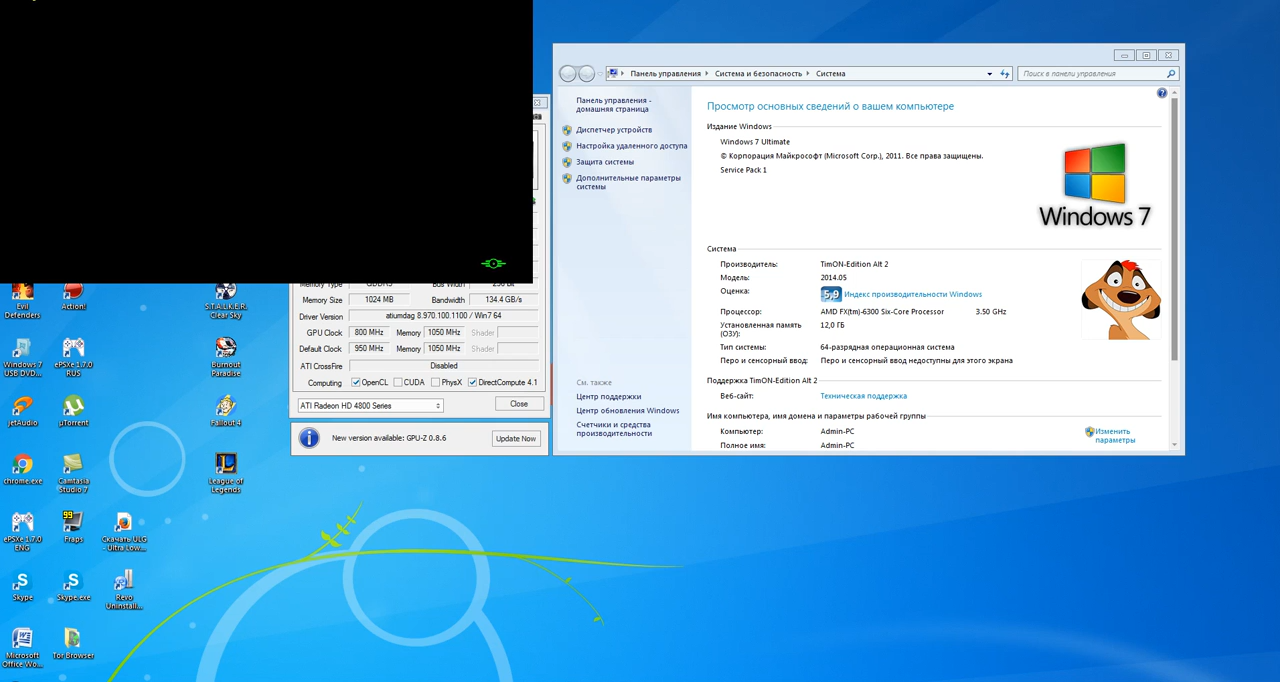 Панель управления
Система и безопасность
Система
Поиск в панели управления
Панель управления -
домашняя страница
Диспетчер устройств
Настройка удаленного доступа
Защита системы
Дополнительные параметры
системы
См. также
Центр поддержки
Центр обновления Windows
Счетчики и средства
производительности
Просмотр основных сведений о вашем компьютере
Издание Windows
Windows 7 Ultimate
© Корпорация Майкрософт (Microsoft Corp.), 2011. Все права защищены.
Service Pack 1
Windows 7
Система
Производитель: TimON-Edition Alt 2
Модель: 2014.05
Оценка: 5,9 Индекс производительности Windows
Процессор: AMD FX(tm)-6300 Six-Core Processor 3.50 GHz
Установленная память
(ОЗУ): 12,0 ГБ
Тип системы: 64-разрядная операционная система
Перо и сенсорный ввод: Перо и сенсорный ввод недоступны для этого экрана
Поддержка TimON-Edition Alt 2
Веб-сайт: Техническая поддержка
Имя компьютера, имя домена и параметры рабочей группы
Компьютер: Admin-PC
Полное имя: Admin-PC
Изменить
параметры
Memory Size 1024 MB Bandwidth 134.4 GB/s
Driver Version atiumdag 8.970.100.1100 / Win7 64
GPU Clock 800 MHz Memory 1050 MHz Shader
Default Clock 950 MHz Memory 1050 MHz Shader
ATI CrossFire Disabled
Computing OpenCL CUDA PhysX DirectCompute 4.1
ATI Radeon HD 4800 Series
Close
New version available: GPU-Z 0.8.6
Update Now
Evil
Defenders
Action!
S.T.A.L.K.E.R.
Clear Sky
Windows 7
USB DVD...
ePSXe 1.7.0
RUS
Burnout
Paradise
jetAudio
µTorrent
Fallout 4
chrome.exe
Camtasia
Studio 7
League of
Legends
ePSXe 1.7.0
ENG
99
Fraps
Скачать ULG
- Ultra Low...
Skype
Skype.exe
Revo
Uninstall...
Microsoft
Office Wo...
Tor Browser